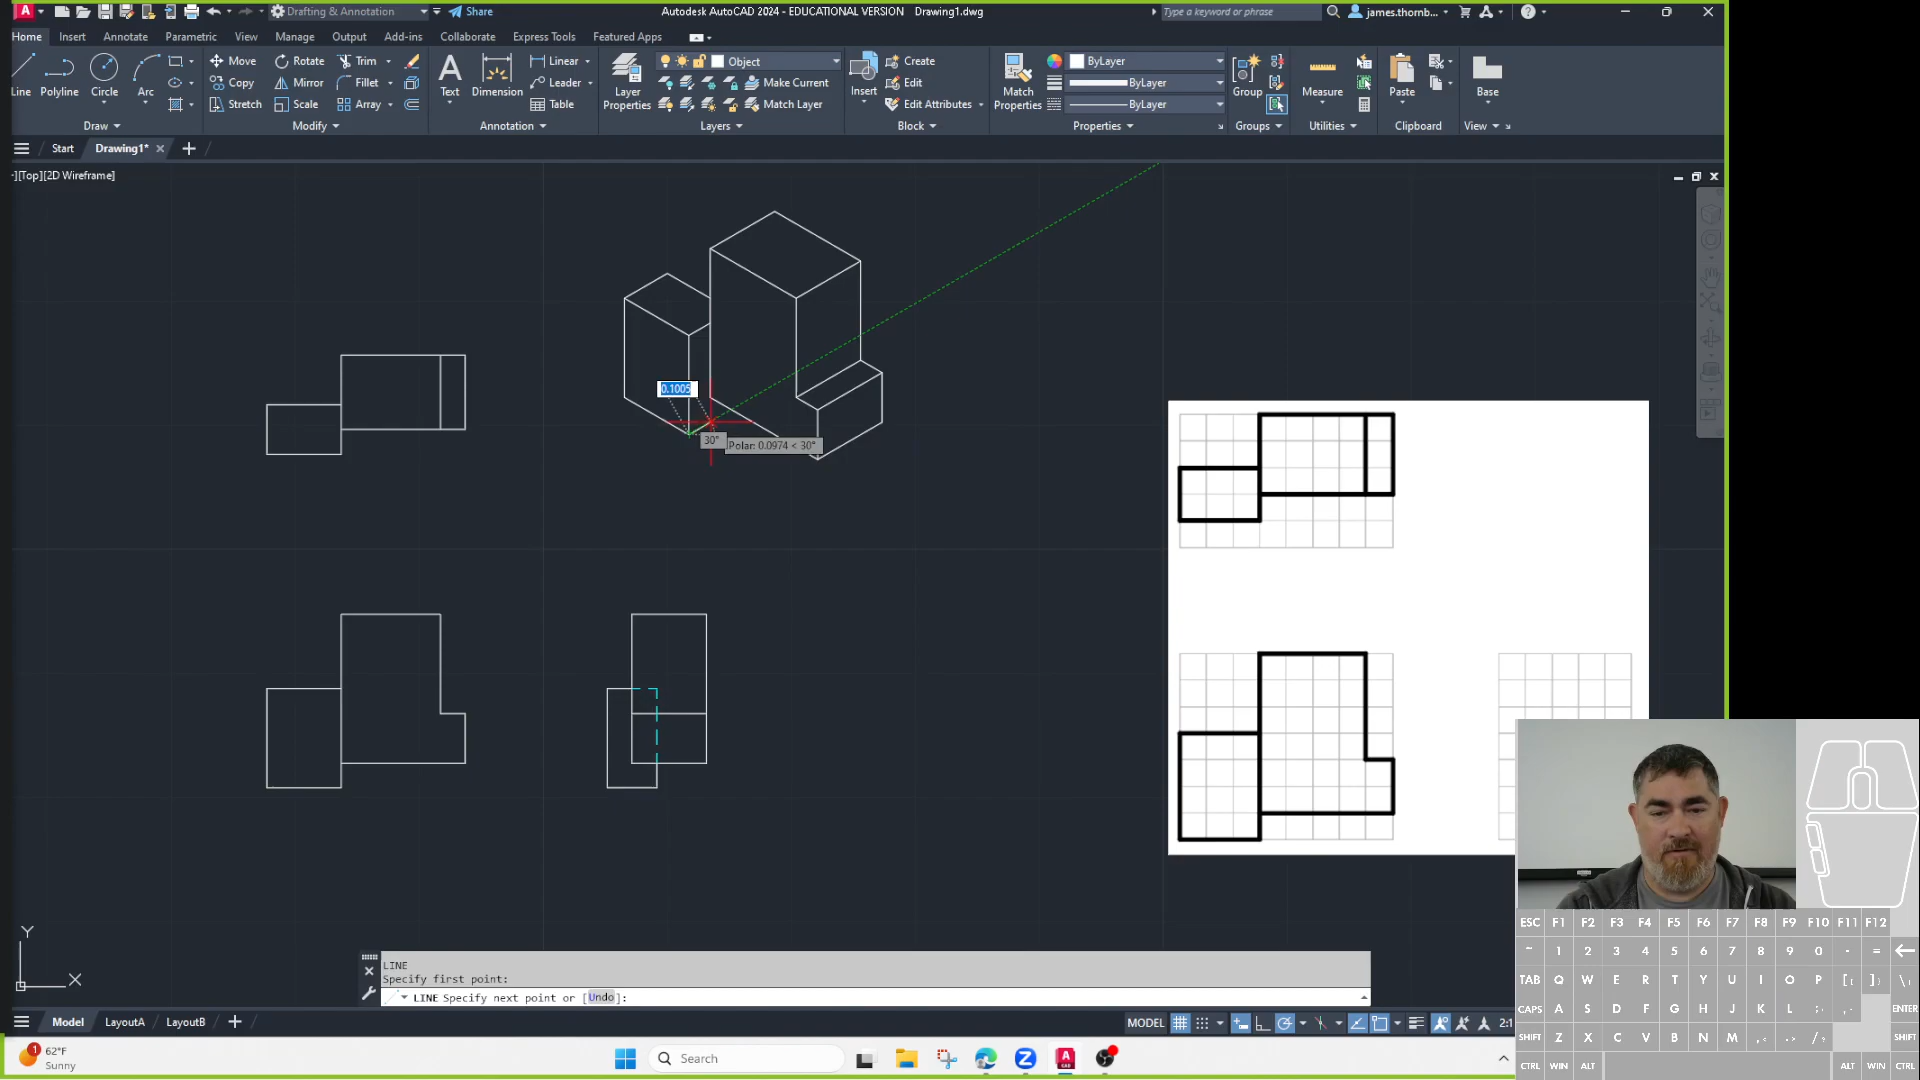 Drafting & Annotation
Share
Autodesk AutoCAD 2024 - EDUCATIONAL VERSION Drawing1.dwg
Type a keyword or phrase
james.thornb...
Home Insert Annotate Parametric View Manage Output Add-ins Collaborate Express Tools Featured Apps
Line Polyline Circle Arc
Move Rotate Trim
Copy Mirror Fillet
Stretch Scale Array
Text Dimension
Linear
Leader
Table
Layer Properties
Object
Make Current
Match Layer
Insert
Create
Edit
Edit Attributes
Match Properties
ByLayer
ByLayer
ByLayer
Group
Measure
Paste
Base
Draw Modify Annotation Layers Block Properties Groups Utilities Clipboard View
Start Drawing1*
-][Top][2D Wireframe]
0.1005
30°
Polar: 0.0974 < 30°
Y
X
LINE
Specify first point:
LINE Specify next point or [Undo]:
Model LayoutA LayoutB
MODEL
2:1
1
62°F
Sunny
Search
ESC F1 F2 F3 F4 F5 F6 F7 F8 F9 F10 F11 F12
~ 1 2 3 4 5 6 7 8 9 0 - =
TAB Q W E R T Y U I O P [ ] \
CAPS A S D F G H J K L ENTER
SHIFT Z X C V B N M SHIFT
CTRL WIN ALT ALT WIN CTRL